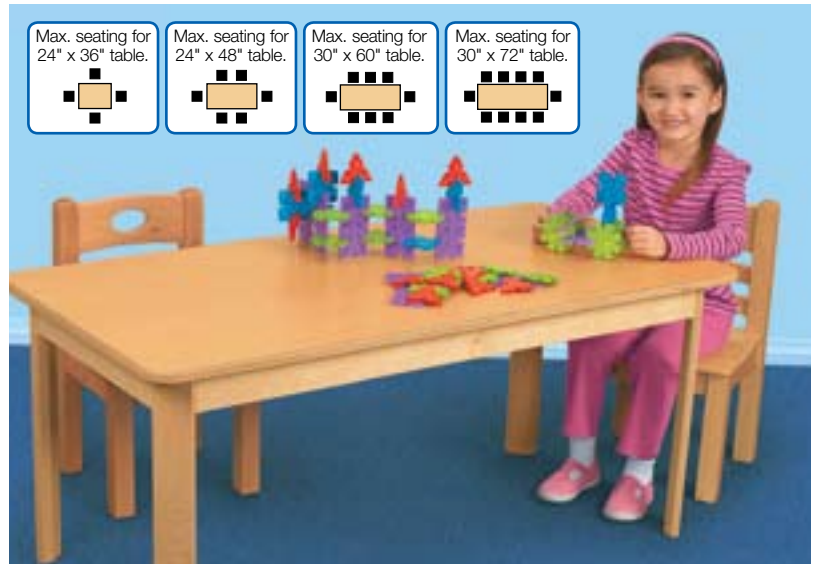 Max. seating for
24" x 36" table.
Max. seating for
24" x 48" table.
Max. seating for
30" x 60" table.
Max. seating for
30" x 72" table.